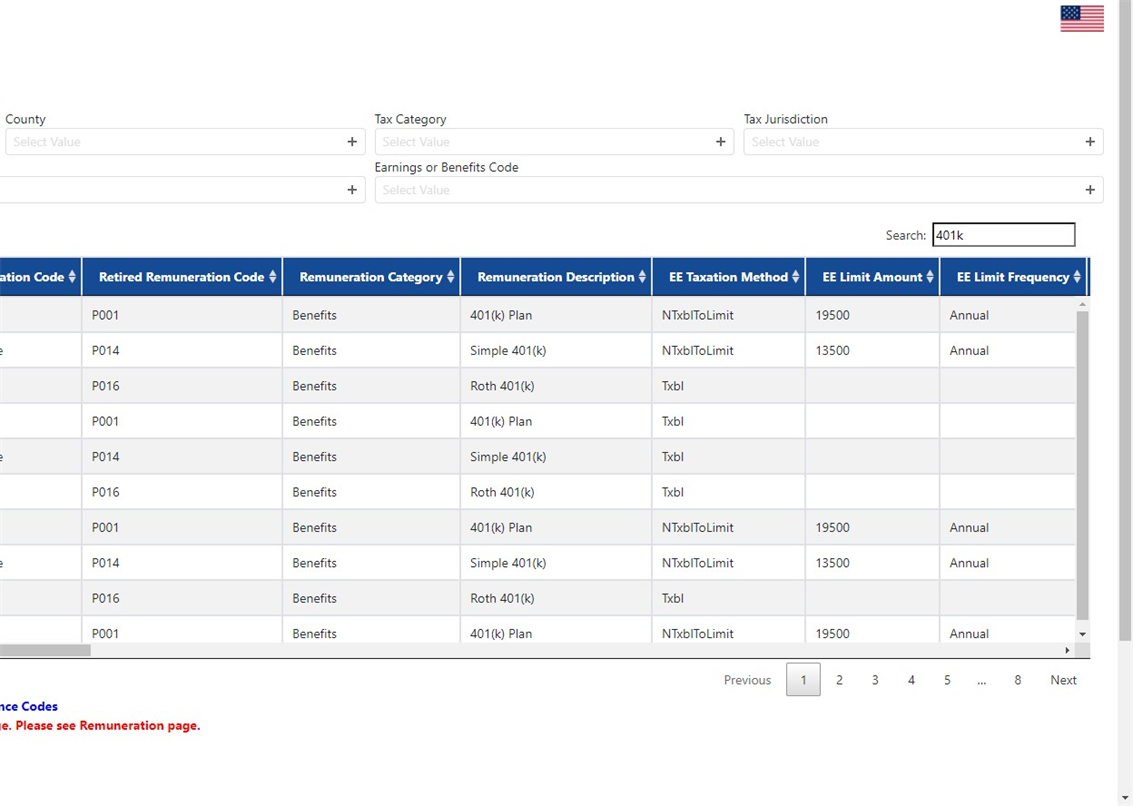 County Tax Category Tax Jurisdiction
Select Value + Select Value + Select Value +
Earnings or Benefits Code
+ Select Value +
Search: 401k
ation Code Retired Remuneration Code Remuneration Category Remuneration Description EE Taxation Method EE Limit Amount EE Limit Frequency
P001 Benefits 401(k) Plan NTxblToLimit 19500 Annual
e P014 Benefits Simple 401(k) NTxblToLimit 13500 Annual
P016 Benefits Roth 401(k) Txbl
P001 Benefits 401(k) Plan Txbl
e P014 Benefits Simple 401(k) Txbl
P016 Benefits Roth 401(k) Txbl
P001 Benefits 401(k) Plan NTxblToLimit 19500 Annual
e P014 Benefits Simple 401(k) NTxblToLimit 13500 Annual
P016 Benefits Roth 401(k) Txbl
P001 Benefits 401(k) Plan NTxblToLimit 19500 Annual
Previous 1 2 3 4 5 ... 8 Next
nce Codes
e. Please see Remuneration page.